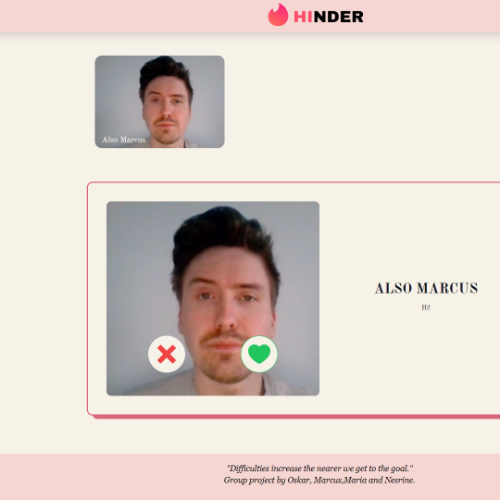 HINDER
Also Marcus
ALSO MARCUS
Hi!
"Difficulties increase the nearer we get to the goal."
Group project by Oskar, Marcus,Maria and Nesrine.